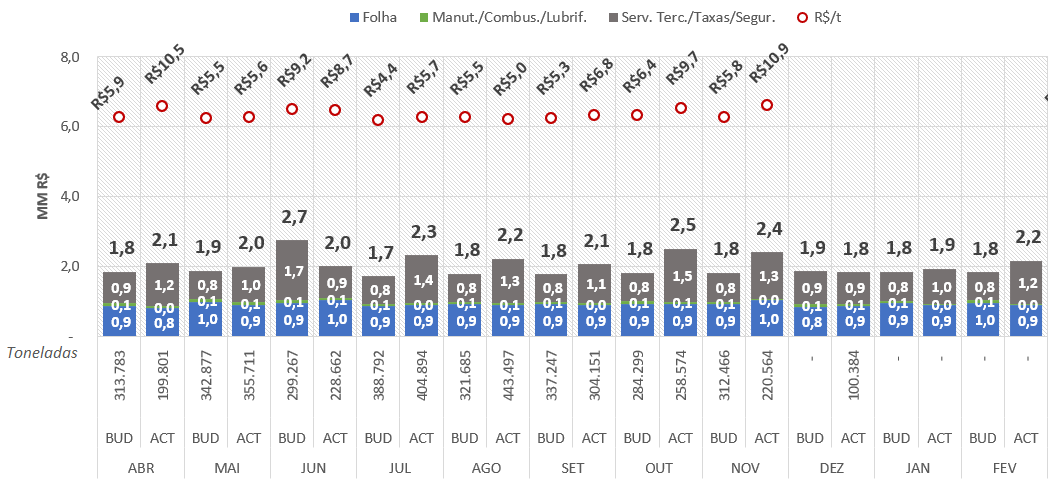 Folha Manut./Combus./Lubrif. Serv. Terc./Taxas/Segur. R$/t
8,0
6,0
4,0
2,0
-
MM R$
R$5,9 R$10,5 R$5,5 R$5,6 R$9,2 R$8,7 R$4,4 R$5,7 R$5,5 R$5,0 R$5,3 R$6,8 R$6,4 R$9,7 R$5,8 R$10,9
1,8 2,1 1,9 2,0 2,7 2,0 1,7 2,3 1,8 2,2 1,8 2,1 1,8 2,5 1,8 2,4 1,9 1,8 1,8 1,9 1,8 2,2
0,9 1,2 0,8 1,0 1,7 0,9 0,8 1,4 0,8 1,3 0,8 1,1 0,8 1,5 0,8 1,3 0,9 0,9 0,8 1,0 0,8 1,2
0,1 0,0 0,1 0,1 0,1 0,1 0,1 0,0 0,1 0,1 0,1 0,1 0,1 0,1 0,1 0,0 0,1 0,1 0,1 0,0 0,1 0,0
0,9 0,8 1,0 0,9 0,9 1,0 0,9 0,9 0,9 0,9 0,9 0,9 0,9 0,9 0,9 1,0 0,8 0,9 0,9 0,9 1,0 0,9
Toneladas
313.783 199.801 342.877 355.711 299.267 228.662 388.792 404.894 321.685 443.497 337.247 304.151 284.299 258.574 312.466 220.564 - 100.384 - - - -
BUD ACT BUD ACT BUD ACT BUD ACT BUD ACT BUD ACT BUD ACT BUD ACT BUD ACT BUD ACT BUD ACT
ABR MAI JUN JUL AGO SET OUT NOV DEZ JAN FEV